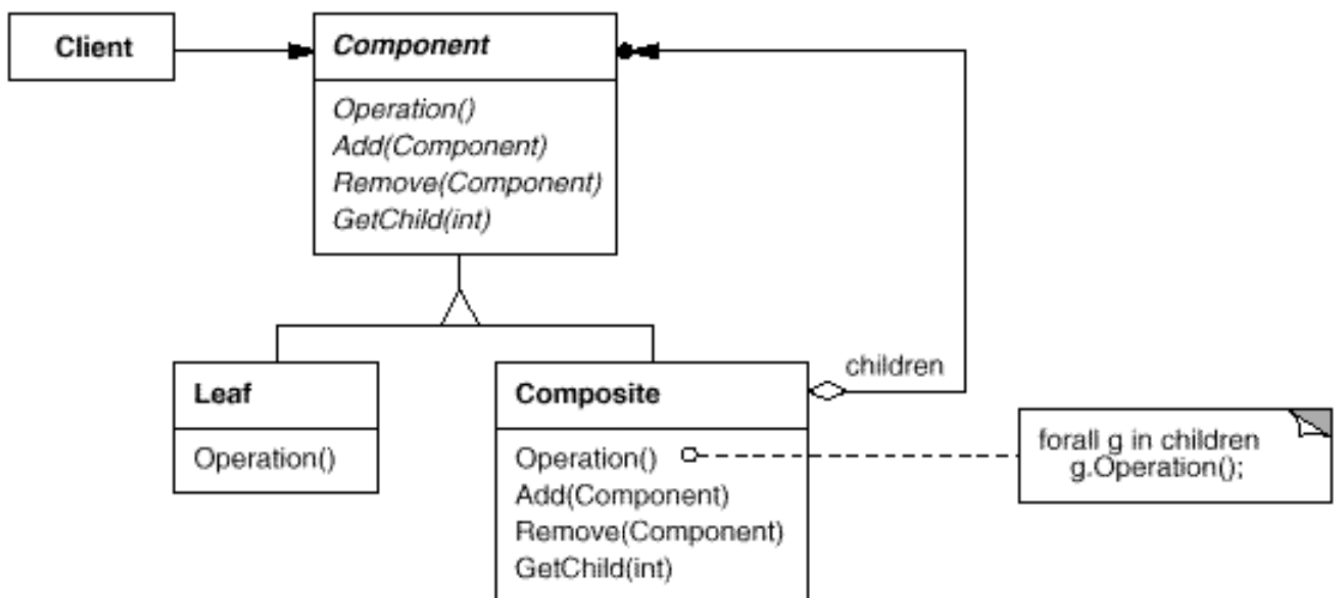 Client
Component
Operation()
Add(Component)
Remove(Component)
GetChild(int)
children
Leaf
Operation()
Composite
Operation()
Add(Component)
Remove(Component)
GetChild(int)
forall g in children
g.Operation();